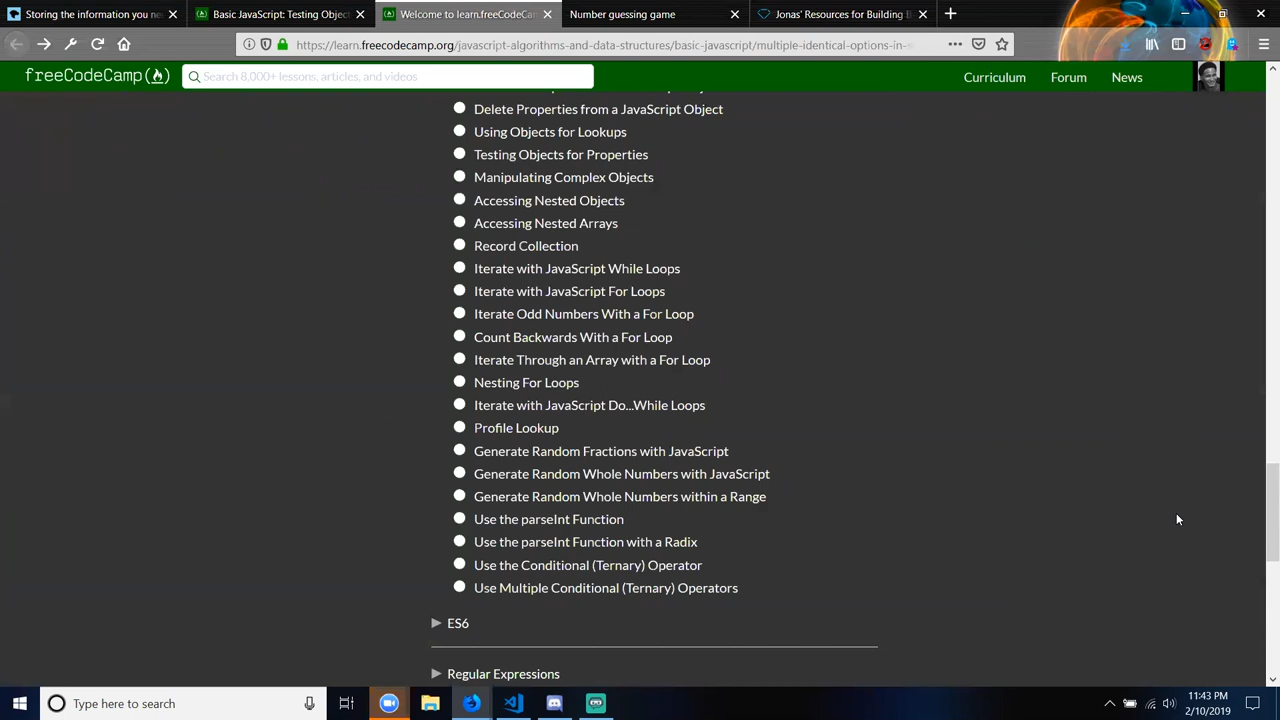 Storing the information you ne
Basic JavaScript: Testing Object
Welcome to learn.freeCodeCam
Number guessing game
Jonas' Resources for Building B
https://learn.freecodecamp.org/javascript-algorithms-and-data-structures/basic-javascript/multiple-identical-options-in-s
freeCodeCamp
Search 8,000+ lessons, articles, and videos
Curriculum
Forum
News
Delete Properties from a JavaScript Object
Using Objects for Lookups
Testing Objects for Properties
Manipulating Complex Objects
Accessing Nested Objects
Accessing Nested Arrays
Record Collection
Iterate with JavaScript While Loops
Iterate with JavaScript For Loops
Iterate Odd Numbers With a For Loop
Count Backwards With a For Loop
Iterate Through an Array with a For Loop
Nesting For Loops
Iterate with JavaScript Do...While Loops
Profile Lookup
Generate Random Fractions with JavaScript
Generate Random Whole Numbers with JavaScript
Generate Random Whole Numbers within a Range
Use the parseInt Function
Use the parseInt Function with a Radix
Use the Conditional (Ternary) Operator
Use Multiple Conditional (Ternary) Operators
ES6
Regular Expressions
Type here to search
11:43 PM
2/10/2019